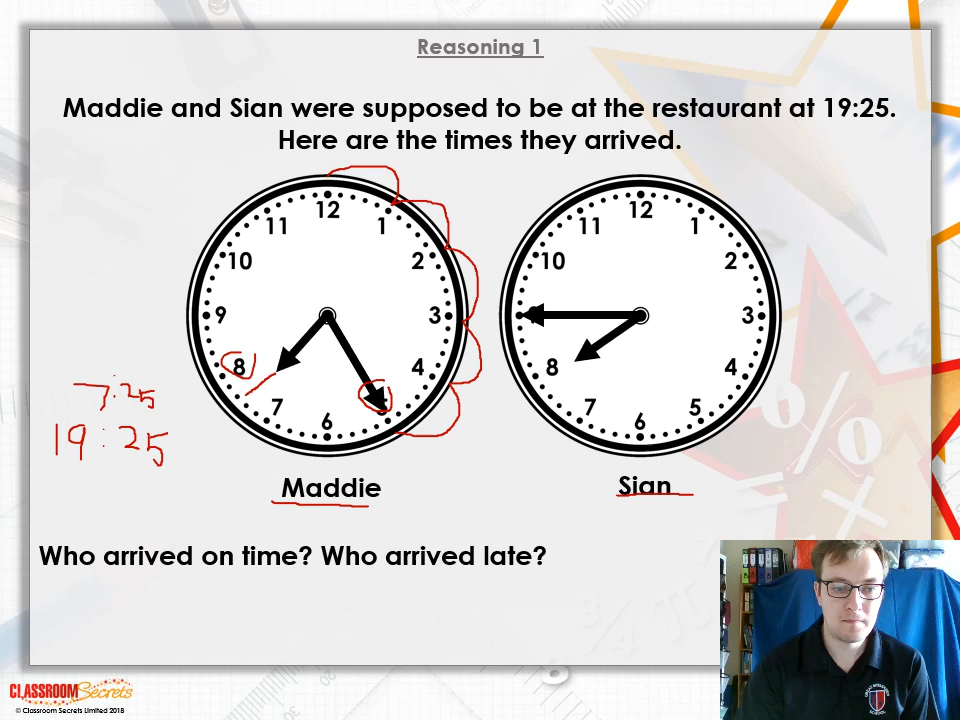 Reasoning 1
Maddie and Sian were supposed to be at the restaurant at 19:25.
Here are the times they arrived.
12
11 1
10 2
9 3
8 4
7 5
6
12
11 1
10 2
3
8 4
7 5
6
7:25
19:25
Maddie
Sian
Who arrived on time? Who arrived late?
CLASSROOM Secrets
© Classroom Secrets Limited 2018